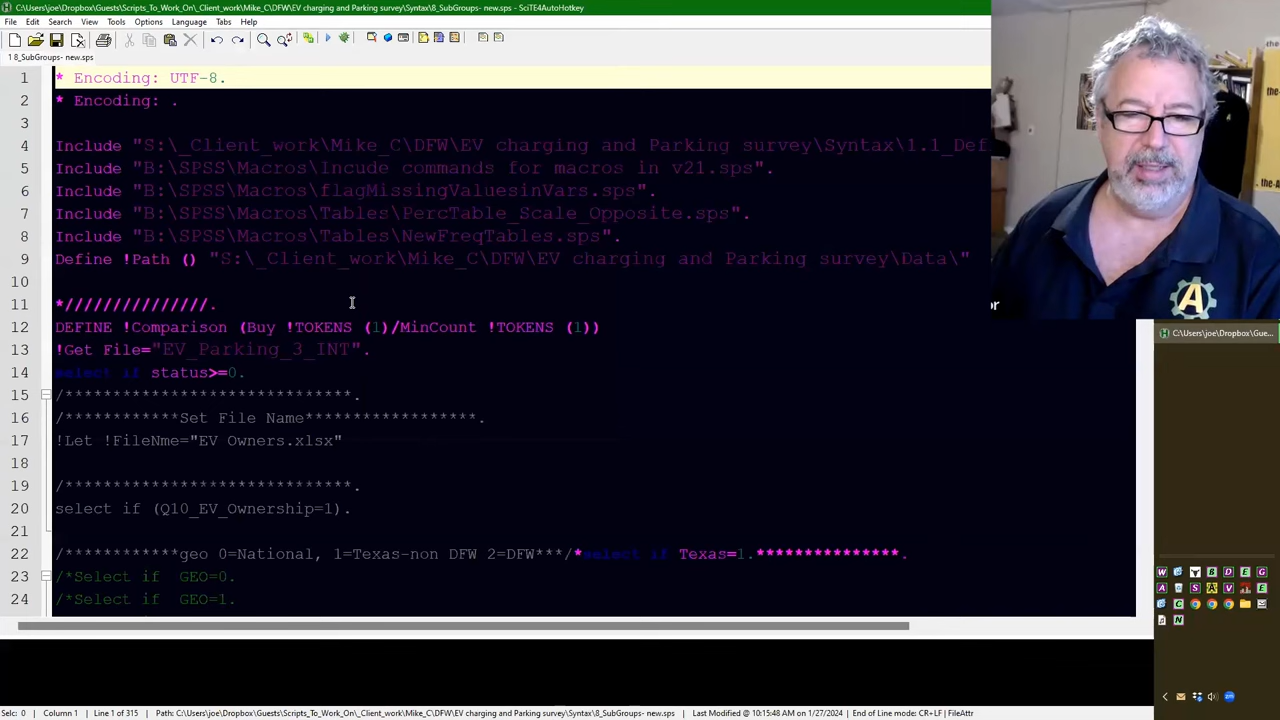 C:\Users\joe\Dropbox\Guests\Scripts_To_Work_On\_Client_work\Mike_C\DFW\EV charging and Parking survey\Syntax\8_SubGroups- new.sps - SciTE4AutoHotkey
File Edit Search View Tools Options Language Tabs Help
1 8_SubGroups- new.sps
1 * Encoding: UTF-8.
2 * Encoding: .
3
4 Include "S:\_Client_work\Mike_C\DFW\EV charging and Parking survey\Syntax\1.1_Def
5 Include "B:\SPSS\Macros\Incude commands for macros in v21.sps".
6 Include "B:\SPSS\Macros\flagMissingValuesinVars.sps".
7 Include "B:\SPSS\Macros\Tables\PercTable_Scale_Opposite.sps".
8 Include "B:\SPSS\Macros\Tables\NewFreqTables.sps".
9 Define !Path () "S:\_Client_work\Mike_C\DFW\EV charging and Parking survey\Data\"
10
11 *///////////////.
12 DEFINE !Comparison (Buy !TOKENS (1)/MinCount !TOKENS (1))
13 !Get File="EV_Parking_3_INT".
14 select if status>=0.
15 /*****************************.
16 /************Set File Name******************.
17 !Let !FileNme="EV Owners.xlsx"
18
19 /*****************************.
20 select if (Q10_EV_Ownership=1).
21
22 /************geo 0=National, 1=Texas-non DFW 2=DFW***/*select if Texas=1.***************.
23 /*Select if GEO=0.
24 /*Select if GEO=1.
or
A
C:\Users\joe\Dropbox\Gue...
Selc: 0 Column 1 Line 1 of 315 Path: C:\Users\joe\Dropbox\Guests\Scripts_To_Work_On\_Client_work\Mike_C\DFW\EV charging and Parking survey\Syntax\8_SubGroups- new.sps Last Modified @ 10:15:48 AM on 1/27/2024 End of Line mode: CR+LF FileAttr